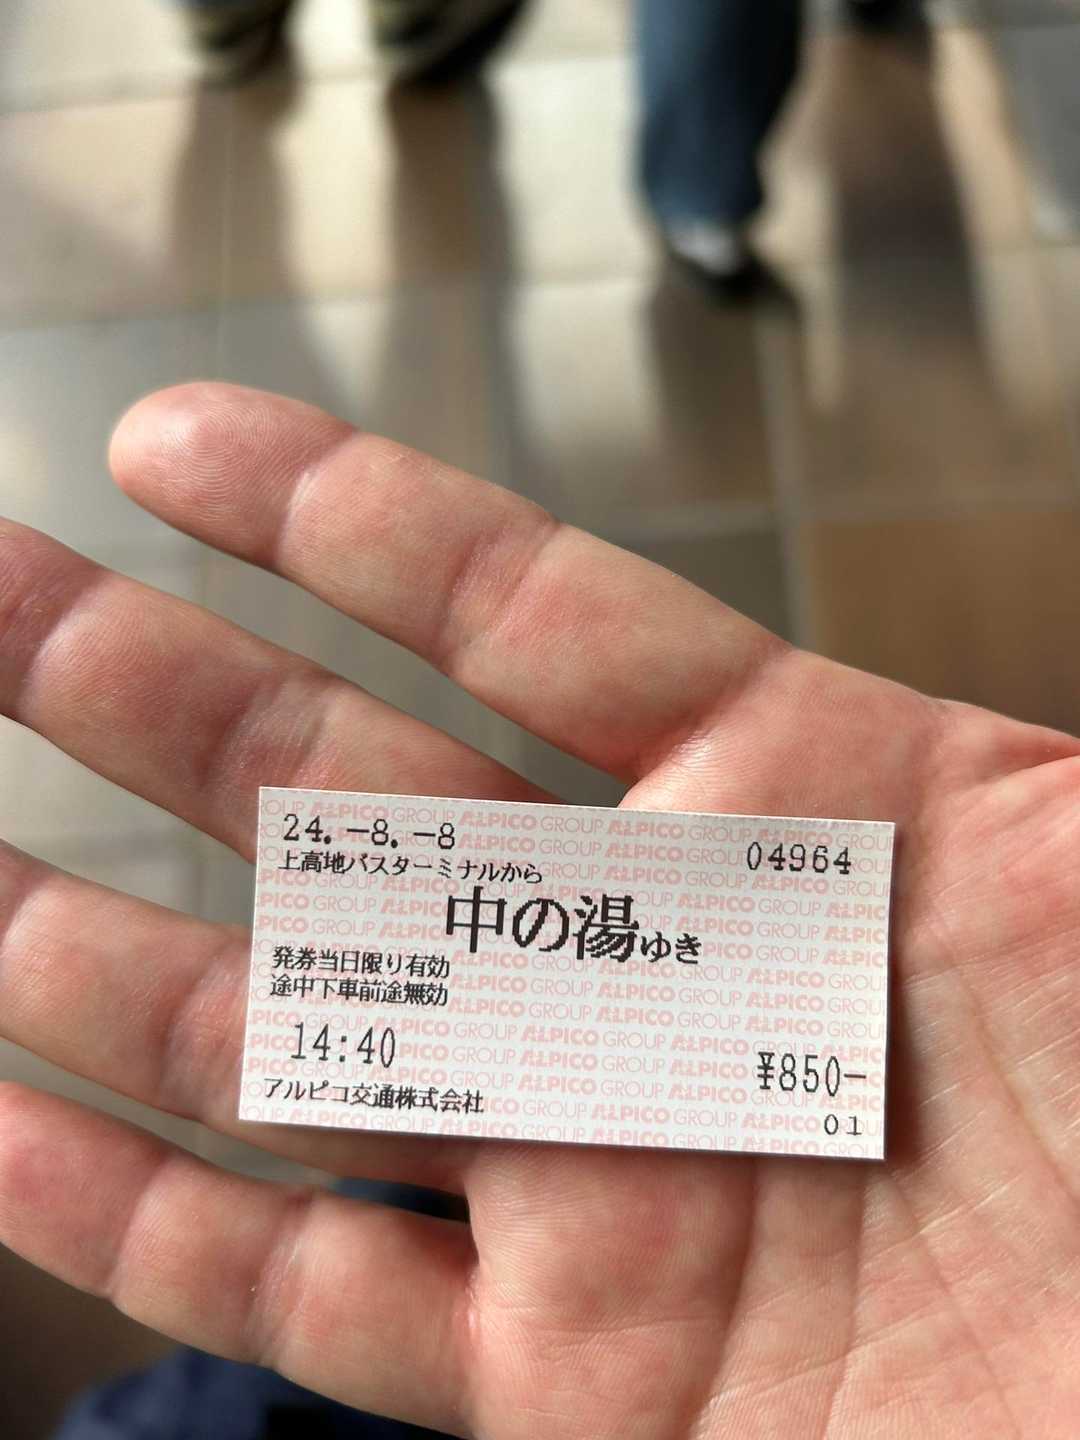 24.-8.-8
04964
上高地バスターミナルから
中の湯ゆき
発券当日限り有効
途中下車前途無効
14:40
¥850-
アルピコ交通株式会社
01
ALPICO GROUP